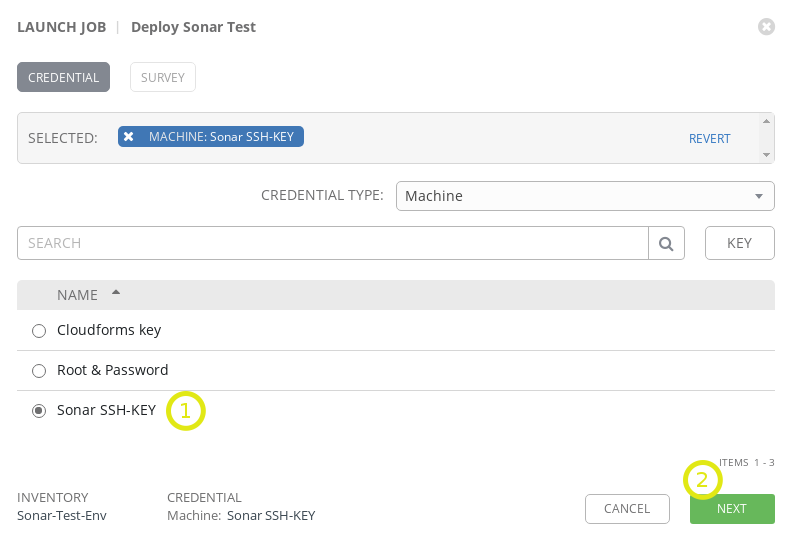 LAUNCH JOB | Deploy Sonar Test
CREDENTIAL SURVEY
SELECTED: MACHINE: Sonar SSH-KEY REVERT
CREDENTIAL TYPE: Machine
SEARCH KEY
NAME
Cloudforms key
Root & Password
Sonar SSH-KEY 1
ITEMS 1 - 3
2
INVENTORY CREDENTIAL
Sonar-Test-Env Machine: Sonar SSH-KEY CANCEL NEXT